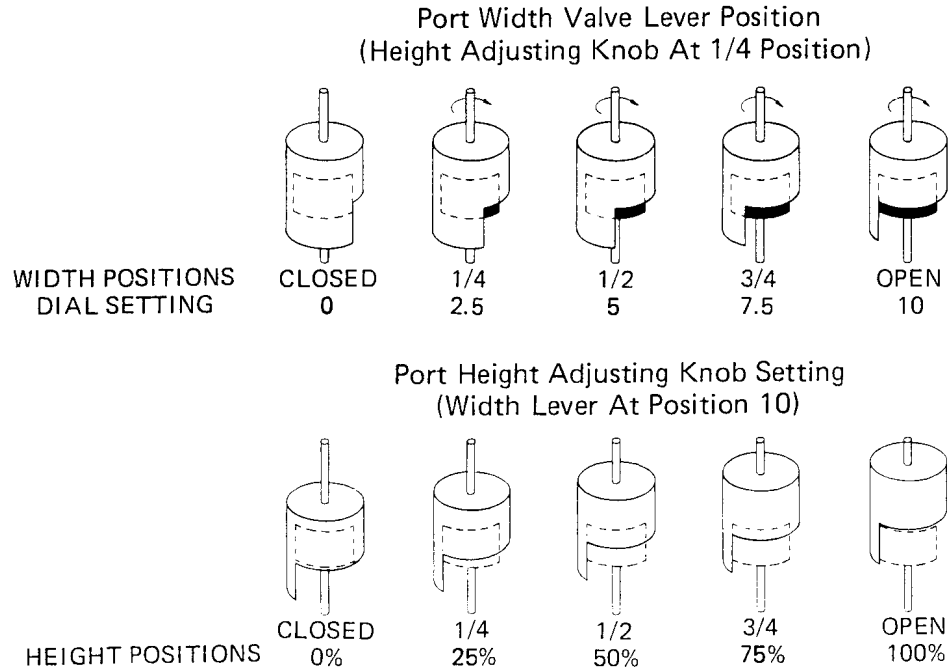 Port Width Valve Lever Position
(Height Adjusting Knob At 1/4 Position)
WIDTH POSITIONS CLOSED 1/4 1/2 3/4 OPEN
DIAL SETTING 0 2.5 5 7.5 10
Port Height Adjusting Knob Setting
(Width Lever At Position 10)
CLOSED 1/4 1/2 3/4 OPEN
HEIGHT POSITIONS 0% 25% 50% 75% 100%